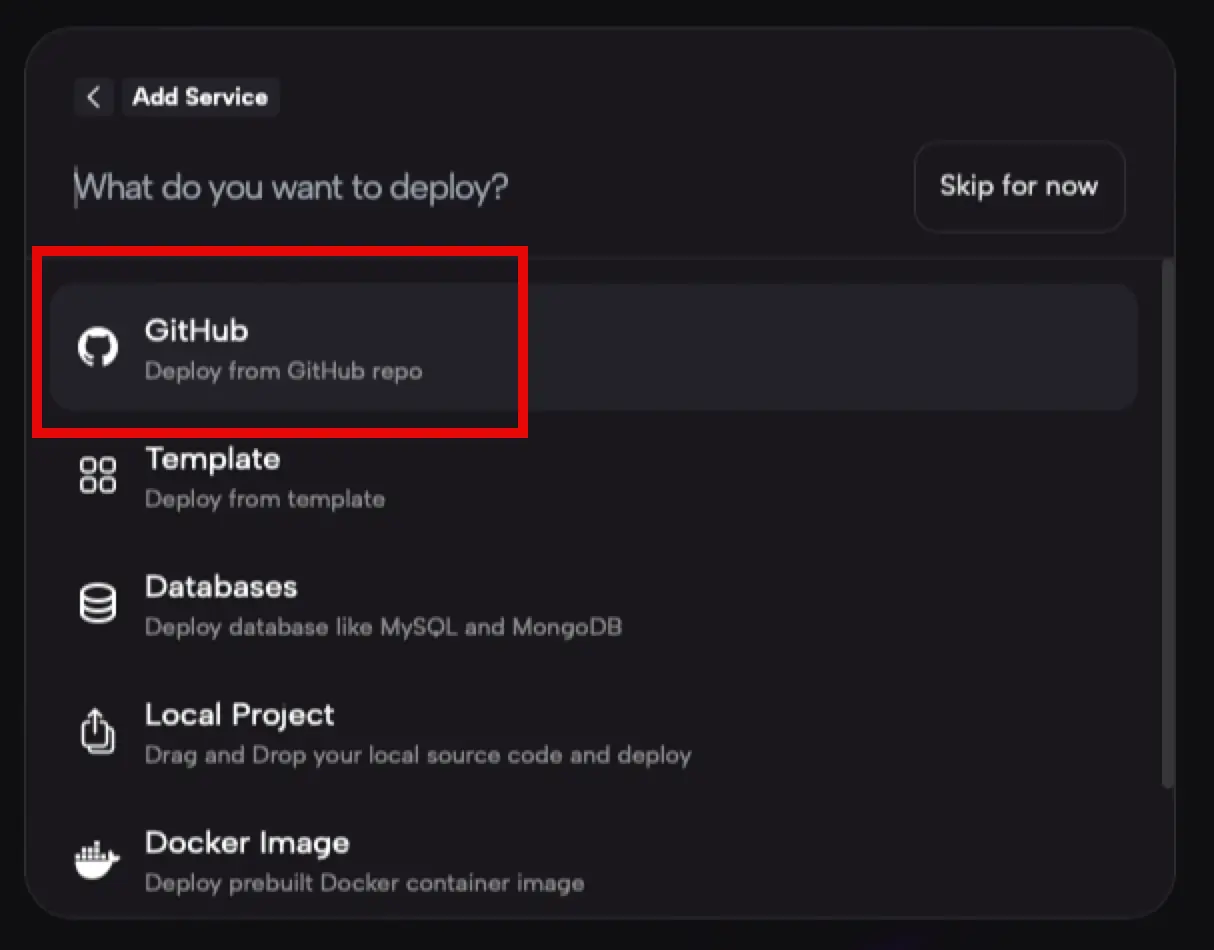 Add Service
What do you want to deploy?
Skip for now
GitHub
Deploy from GitHub repo
Template
Deploy from template
Databases
Deploy database like MySQL and MongoDB
Local Project
Drag and Drop your local source code and deploy
Docker Image
Deploy prebuilt Docker container image